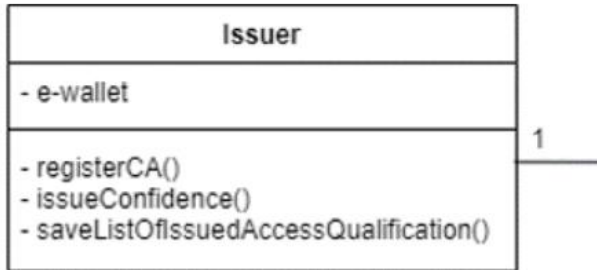 Issuer
- e-wallet
1
- registerCA()
- issueConfidence()
- saveListOfIssuedAccessQualification()